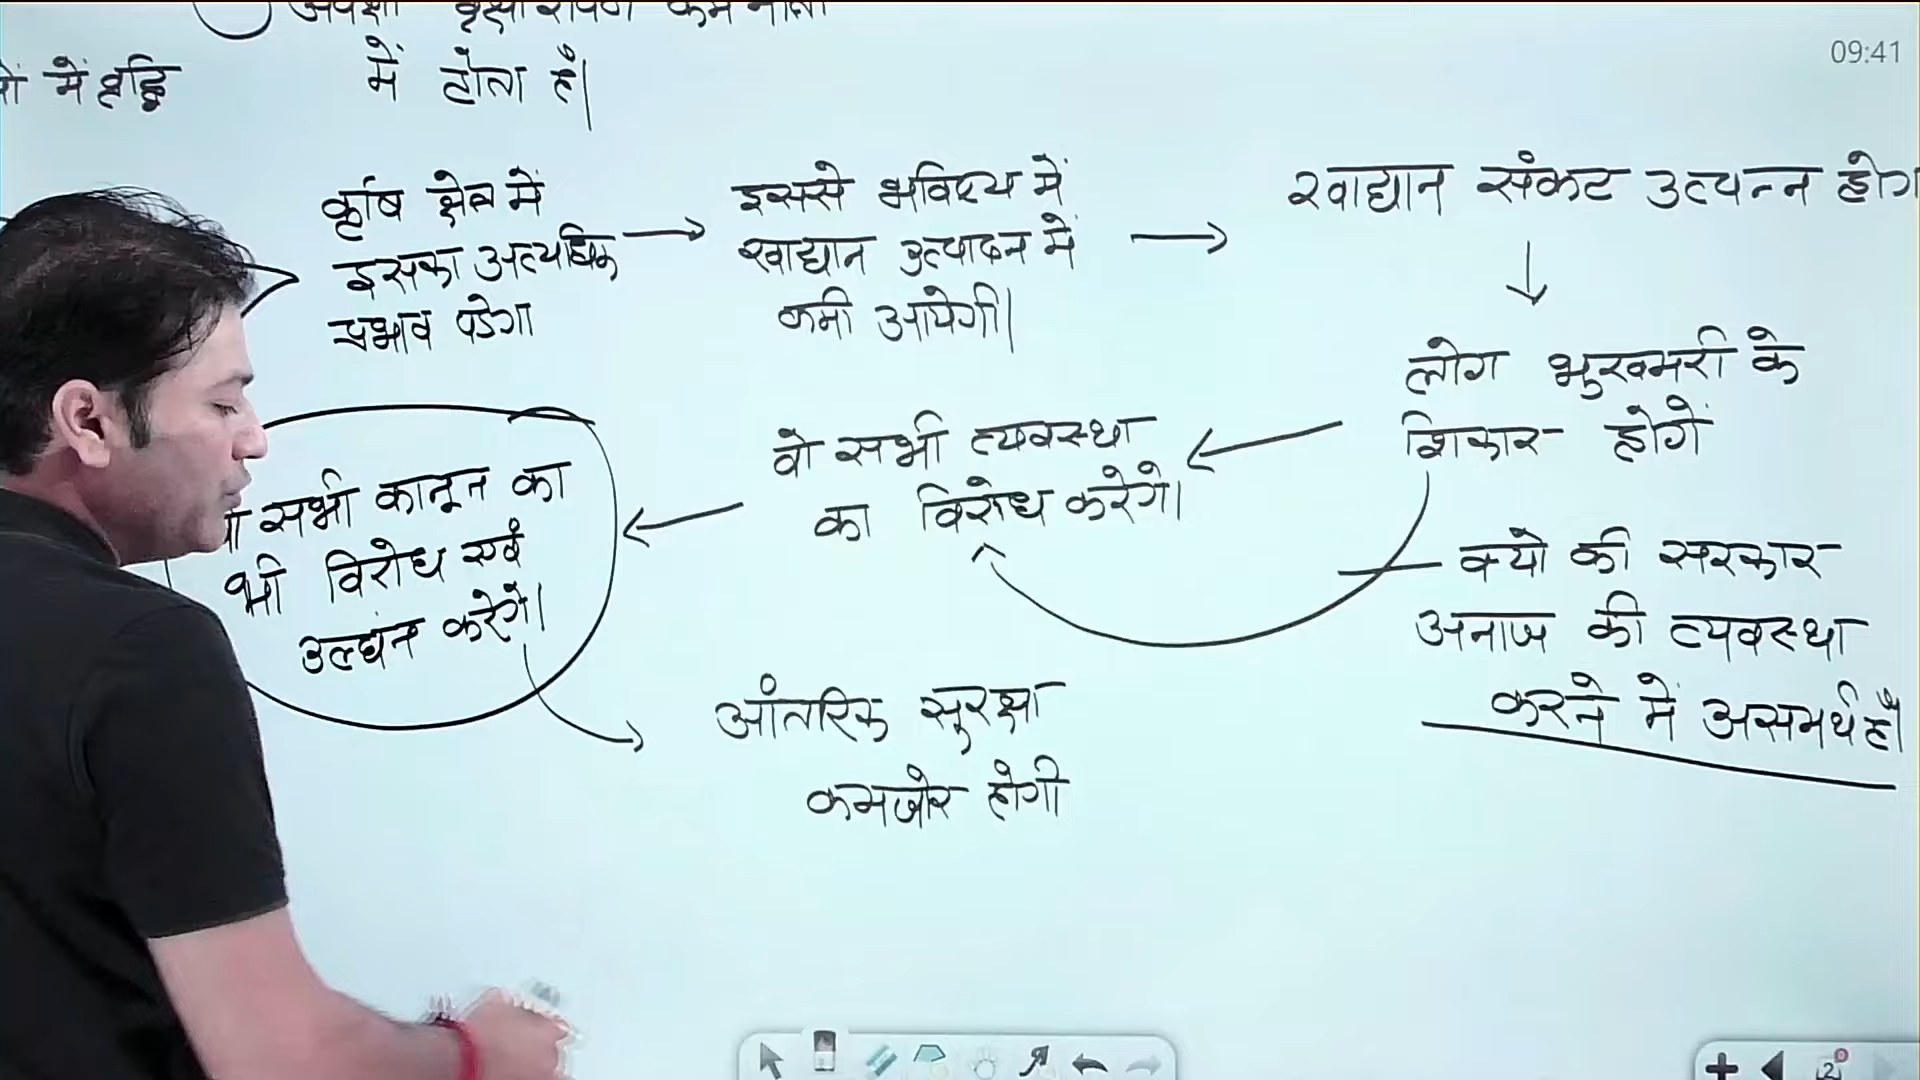 09:41
में होता है।
में वृद्धि
कृषि क्षेत्र में
इसका अत्यधिक
प्रभाव पडेगा
इससे भविष्य में
खाद्यान उत्पादन में
कमी आयेगी।
खाद्यान संकट उत्पन्न
लोग भुखमरी के
शिकार होगें
क्यो की सरकार
अनाज की व्यवस्था
करने में असमर्थ है।
वो सभी व्यवस्था
का विरोध करेगे।
सभी कानून का
भी विरोध एवं
उल्घंन करेगे।
आंतरिक सुरक्षा
कमजोर होगी
2